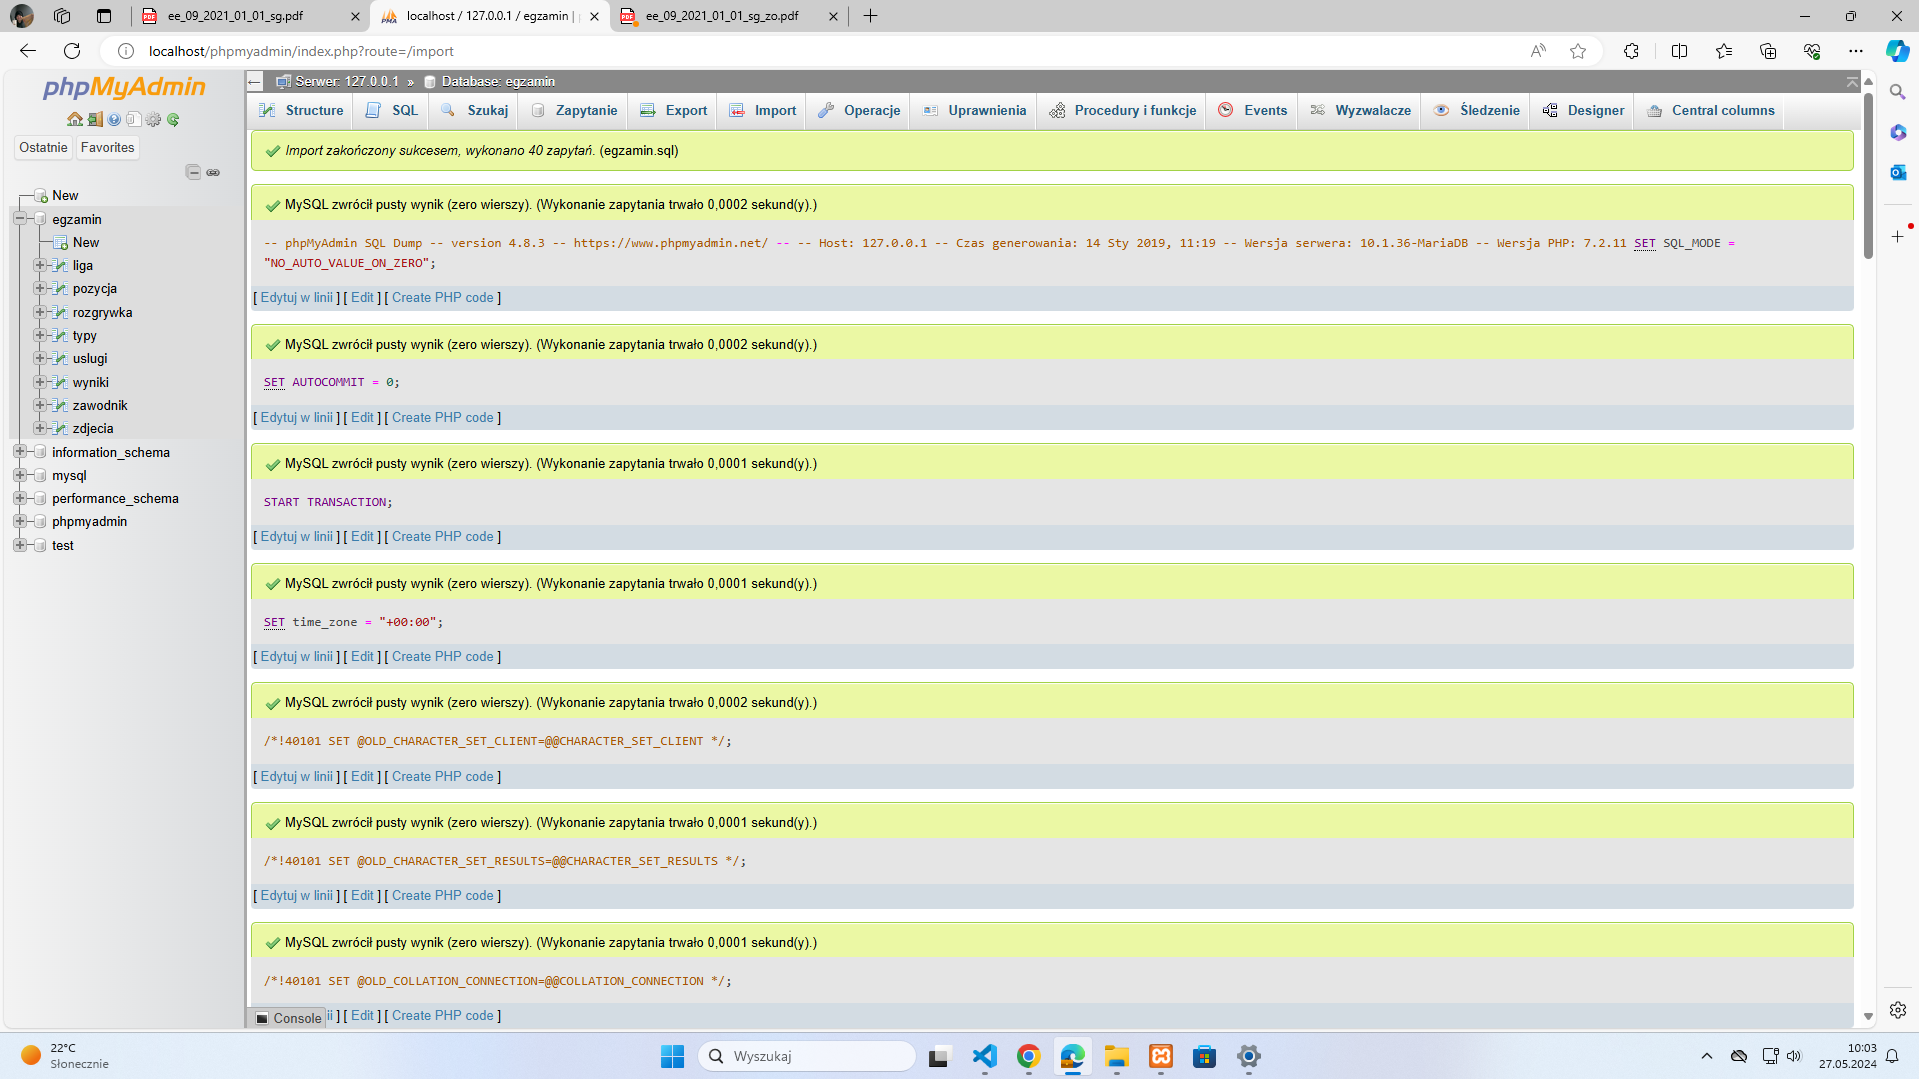 ee_09_2021_01_01_sg.pdf
localhost / 127.0.0.1 / egzamin |
ee_09_2021_01_01_sg_zo.pdf
localhost/phpmyadmin/index.php?route=/import
phpMyAdmin
Ostatnie
Favorites
New
egzamin
New
liga
pozycja
rozgrywka
typy
uslugi
wyniki
zawodnik
zdjecia
information_schema
mysql
performance_schema
phpmyadmin
test
Serwer: 127.0.0.1 » Database: egzamin
Structure SQL Szukaj Zapytanie Export Import Operacje Uprawnienia Procedury i funkcje Events Wyzwalacze Śledzenie Designer Central columns
Import zakończony sukcesem, wykonano 40 zapytań. (egzamin.sql)
MySQL zwrócił pusty wynik (zero wierszy). (Wykonanie zapytania trwało 0,0002 sekund(y).)
-- phpMyAdmin SQL Dump -- version 4.8.3 -- https://www.phpmyadmin.net/ -- -- Host: 127.0.0.1 -- Czas generowania: 14 Sty 2019, 11:19 -- Wersja serwera: 10.1.36-MariaDB -- Wersja PHP: 7.2.11 SET SQL_MODE =
"NO_AUTO_VALUE_ON_ZERO";
[ Edytuj w linii ] [ Edit ] [ Create PHP code ]
MySQL zwrócił pusty wynik (zero wierszy). (Wykonanie zapytania trwało 0,0002 sekund(y).)
SET AUTOCOMMIT = 0;
[ Edytuj w linii ] [ Edit ] [ Create PHP code ]
MySQL zwrócił pusty wynik (zero wierszy). (Wykonanie zapytania trwało 0,0001 sekund(y).)
START TRANSACTION;
[ Edytuj w linii ] [ Edit ] [ Create PHP code ]
MySQL zwrócił pusty wynik (zero wierszy). (Wykonanie zapytania trwało 0,0001 sekund(y).)
SET time_zone = "+00:00";
[ Edytuj w linii ] [ Edit ] [ Create PHP code ]
MySQL zwrócił pusty wynik (zero wierszy). (Wykonanie zapytania trwało 0,0002 sekund(y).)
/*!40101 SET @OLD_CHARACTER_SET_CLIENT=@@CHARACTER_SET_CLIENT */;
[ Edytuj w linii ] [ Edit ] [ Create PHP code ]
MySQL zwrócił pusty wynik (zero wierszy). (Wykonanie zapytania trwało 0,0001 sekund(y).)
/*!40101 SET @OLD_CHARACTER_SET_RESULTS=@@CHARACTER_SET_RESULTS */;
[ Edytuj w linii ] [ Edit ] [ Create PHP code ]
MySQL zwrócił pusty wynik (zero wierszy). (Wykonanie zapytania trwało 0,0001 sekund(y).)
/*!40101 SET @OLD_COLLATION_CONNECTION=@@COLLATION_CONNECTION */;
Console ii ] [ Edit ] [ Create PHP code ]
22°C
Słonecznie
Wyszukaj
10:03
27.05.2024